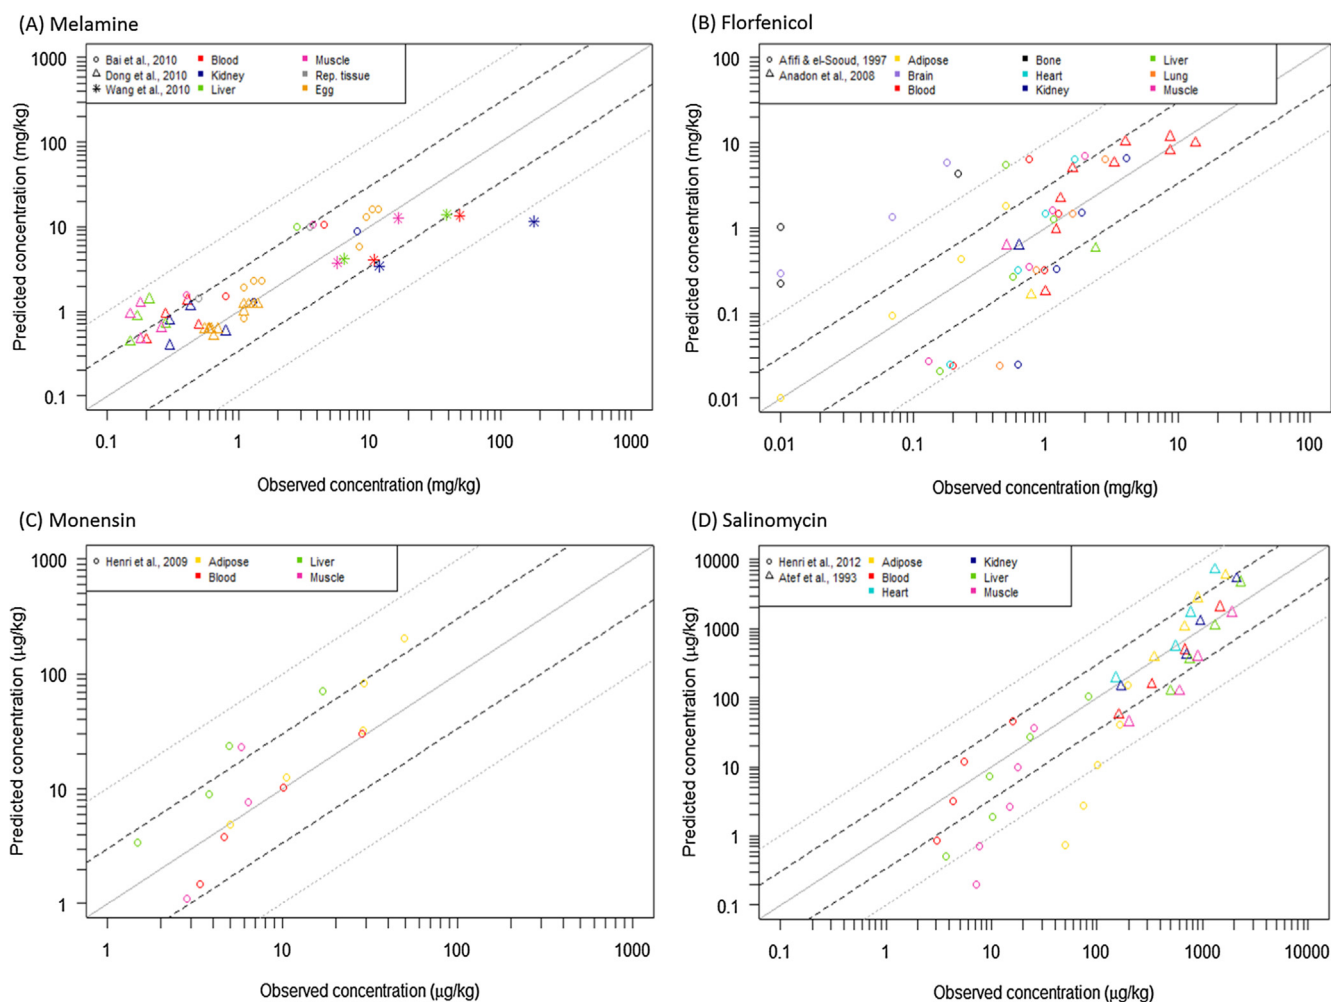 (A) Melamine
Predicted concentration (mg/kg)
1000
100
10
1
0.1
Bai et al., 2010
Dong et al., 2010
Wang et al., 2010
Blood
Kidney
Liver
Muscle
Rep. tissue
Egg
0.1 1 10 100 1000
Observed concentration (mg/kg)
(B) Florfenicol
Predicted concentration (mg/kg)
100
10
1
0.1
0.01
Afifi & el-Sooud, 1997
Anadon et al., 2008
Adipose
Brain
Blood
Bone
Heart
Kidney
Liver
Lung
Muscle
0.01 0.1 1 10 100
Observed concentration (mg/kg)
(C) Monensin
Predicted concentration (µg/kg)
1000
100
10
1
Henri et al., 2009
Adipose
Blood
Liver
Muscle
1 10 100 1000
Observed concentration (µg/kg)
(D) Salinomycin
Predicted concentration (µg/kg)
10000
1000
100
10
1
0.1
Henri et al., 2012
Atef et al., 1993
Adipose
Blood
Heart
Kidney
Liver
Muscle
0.1 1 10 100 1000 10000
Observed concentration (µg/kg)